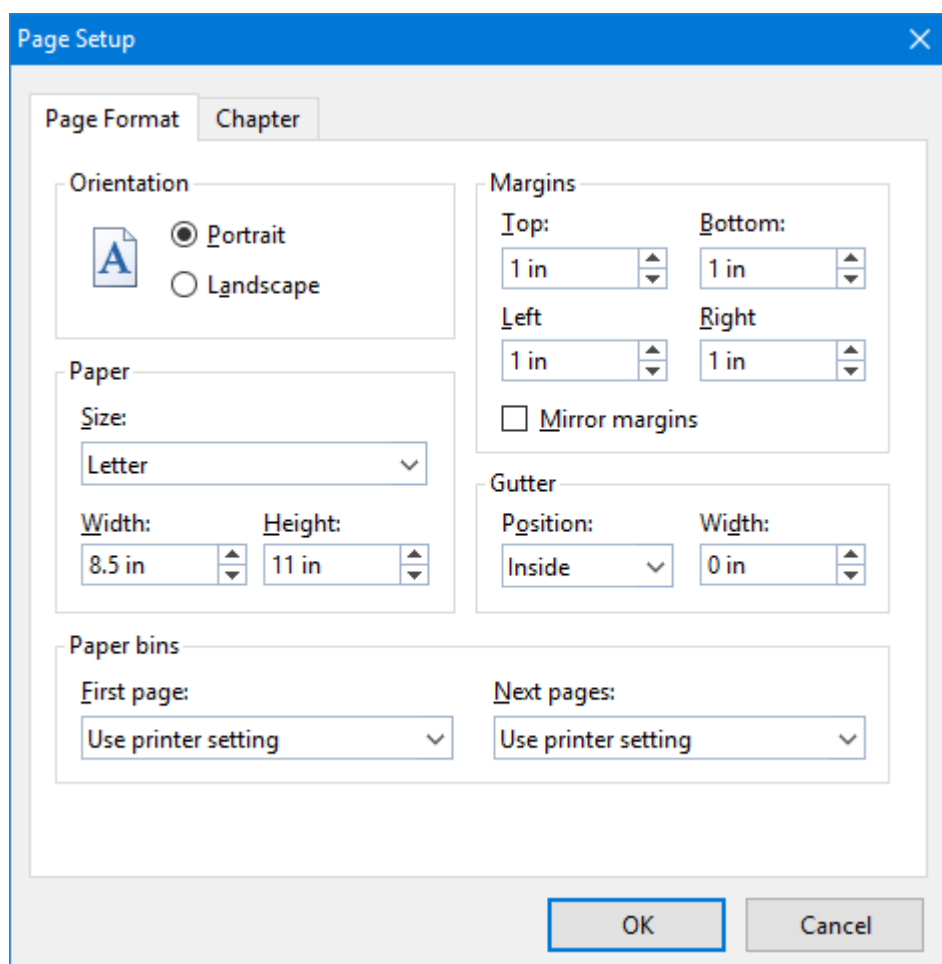 Page Setup
Page Format Chapter
Orientation
A
Portrait
Landscape
Paper
Size:
Letter
Width: Height:
8.5 in 11 in
Margins
Top: Bottom:
1 in 1 in
Left Right
1 in 1 in
Mirror margins
Gutter
Position: Width:
Inside 0 in
Paper bins
First page: Next pages:
Use printer setting Use printer setting
OK Cancel